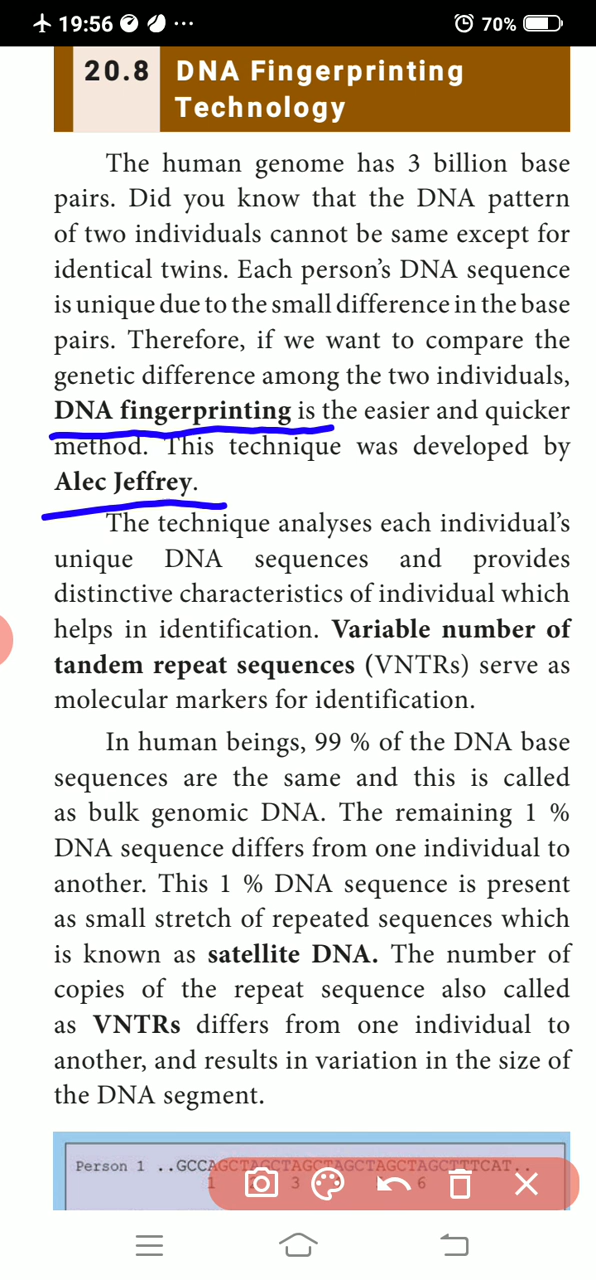 19:56 ... 70%
20.8 DNA Fingerprinting
Technology
The human genome has 3 billion base
pairs. Did you know that the DNA pattern
of two individuals cannot be same except for
identical twins. Each person's DNA sequence
is unique due to the small difference in the base
pairs. Therefore, if we want to compare the
genetic difference among the two individuals,
DNA fingerprinting is the easier and quicker
method. This technique was developed by
Alec Jeffrey.
The technique analyses each individual's
unique DNA sequences and provides
distinctive characteristics of individual which
helps in identification. Variable number of
tandem repeat sequences (VNTRs) serve as
molecular markers for identification.
In human beings, 99 % of the DNA base
sequences are the same and this is called
as bulk genomic DNA. The remaining 1 %
DNA sequence differs from one individual to
another. This 1 % DNA sequence is present
as small stretch of repeated sequences which
is known as satellite DNA. The number of
copies of the repeat sequence also called
as VNTRs differs from one individual to
another, and results in variation in the size of
the DNA segment.
Person 1 ..GCCAGCTAGCTAGCTAGCTAGCTAGCTTTCAT..
1 3 6